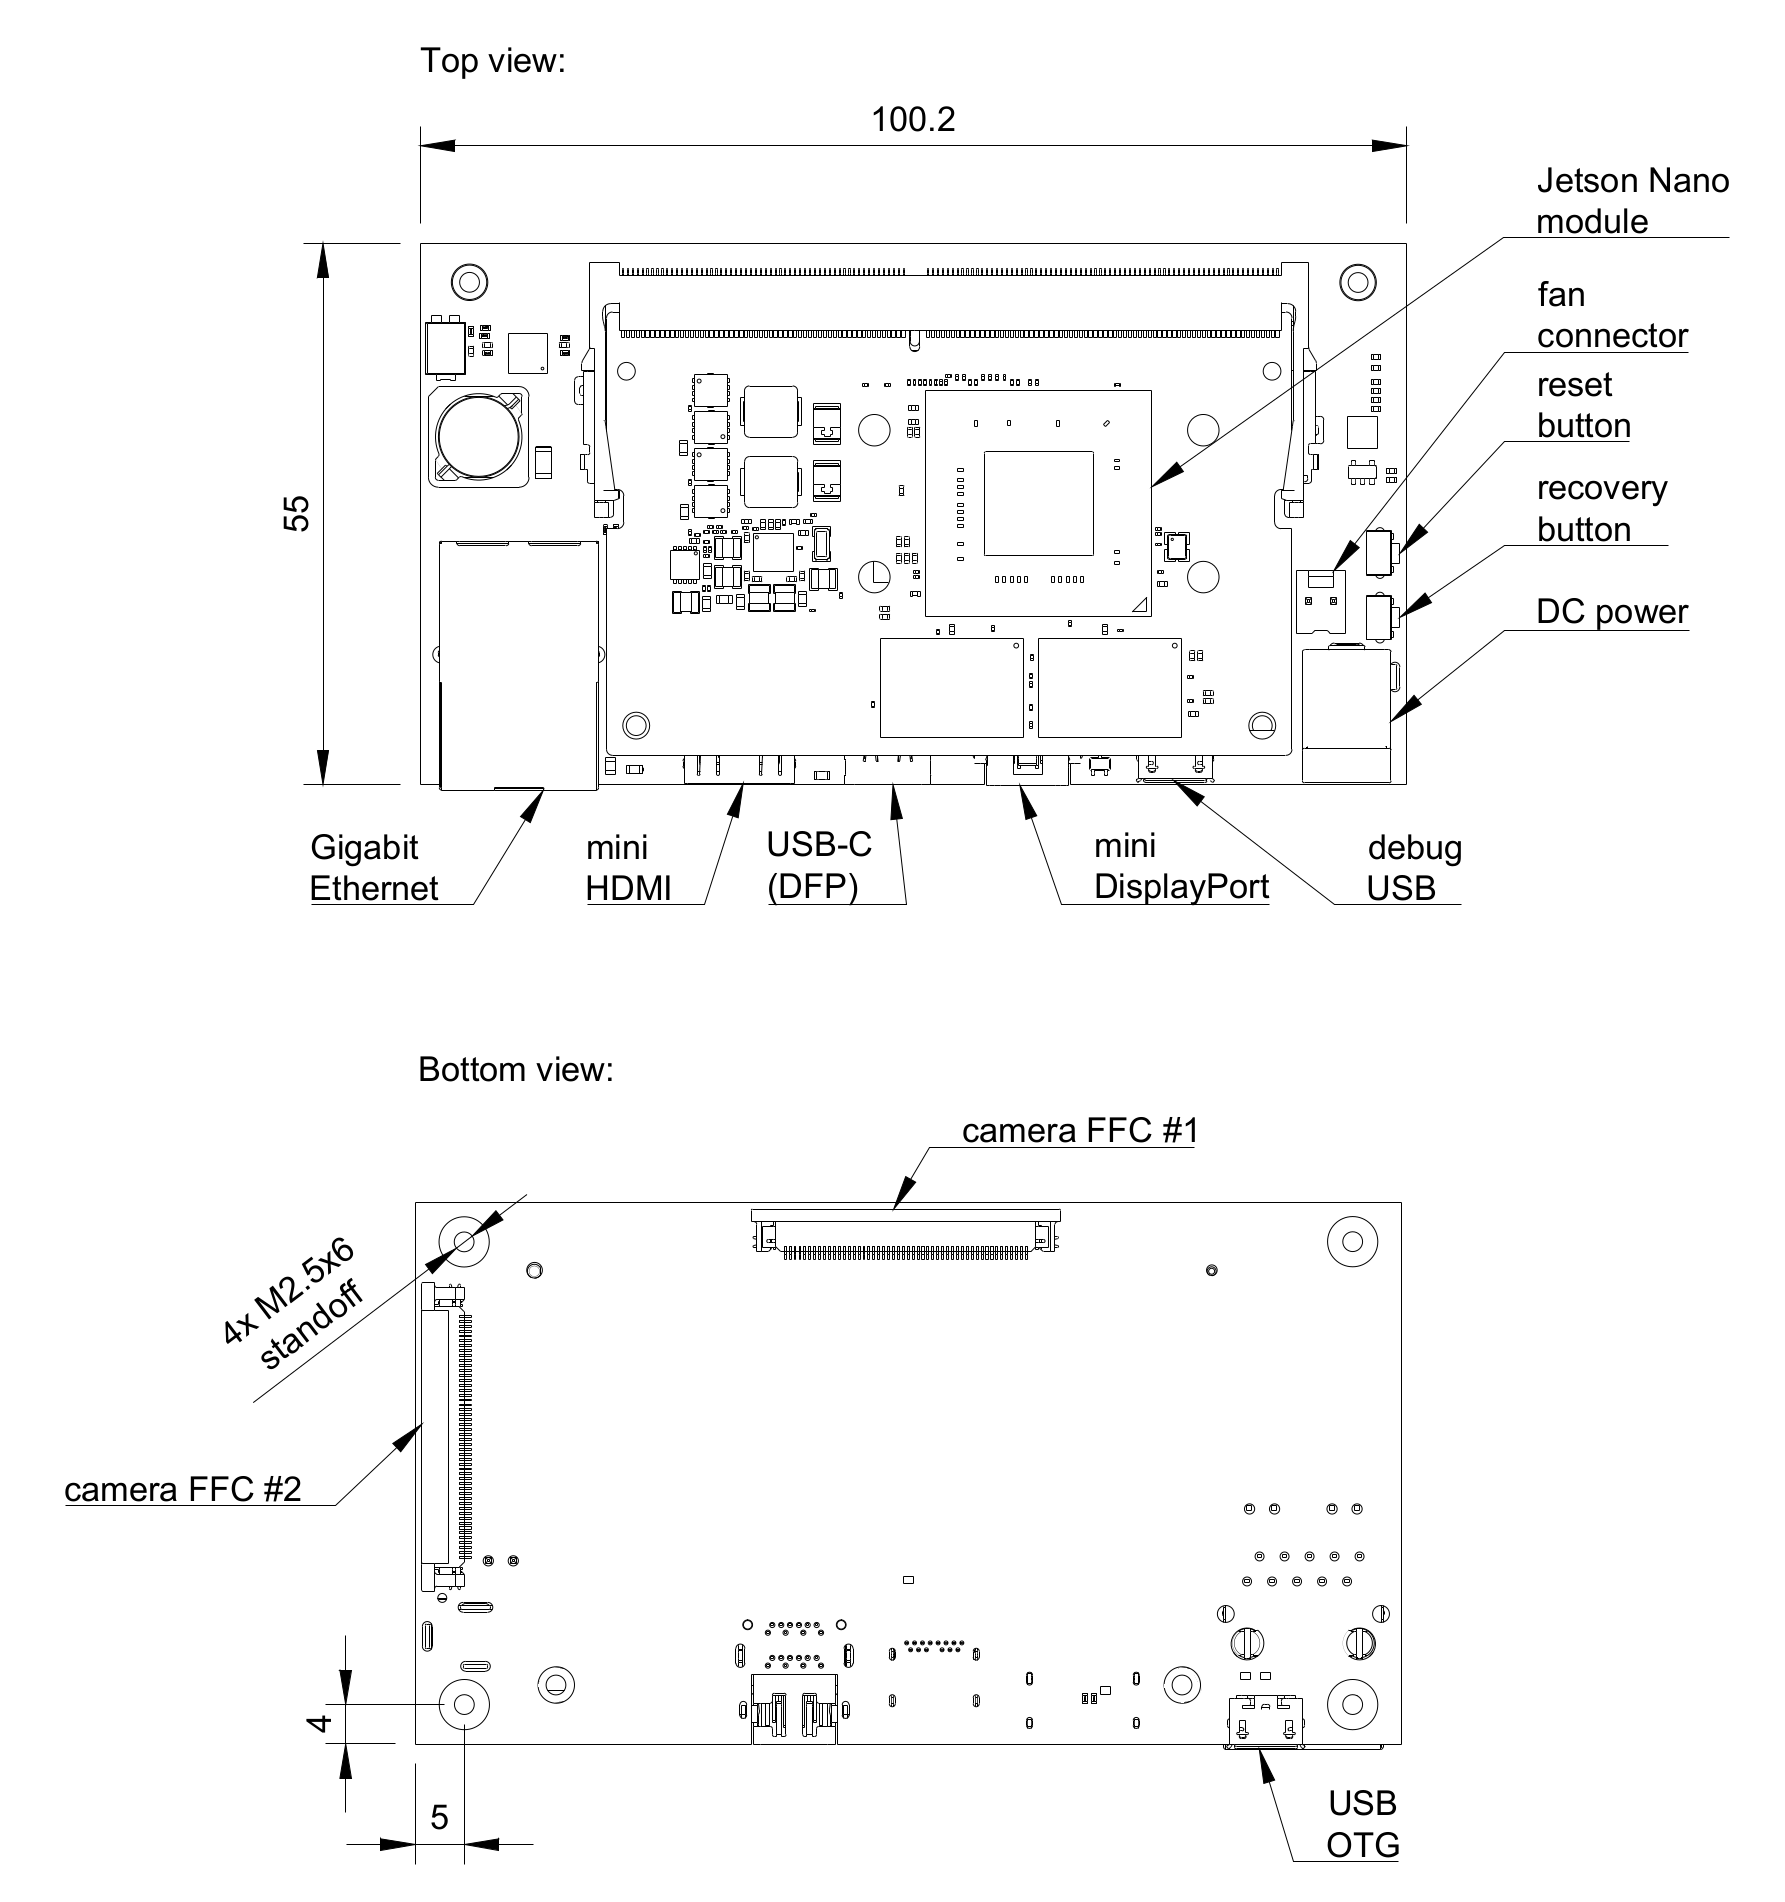 Top view:
100.2
Jetson Nano
module
fan
connector
reset
button
recovery
button
DC power
55
Gigabit
Ethernet
mini
HDMI
USB-C
(DFP)
mini
DisplayPort
debug
USB
Bottom view:
camera FFC #1
4x M2.5x6
standoff
camera FFC #2
4
5
USB
OTG